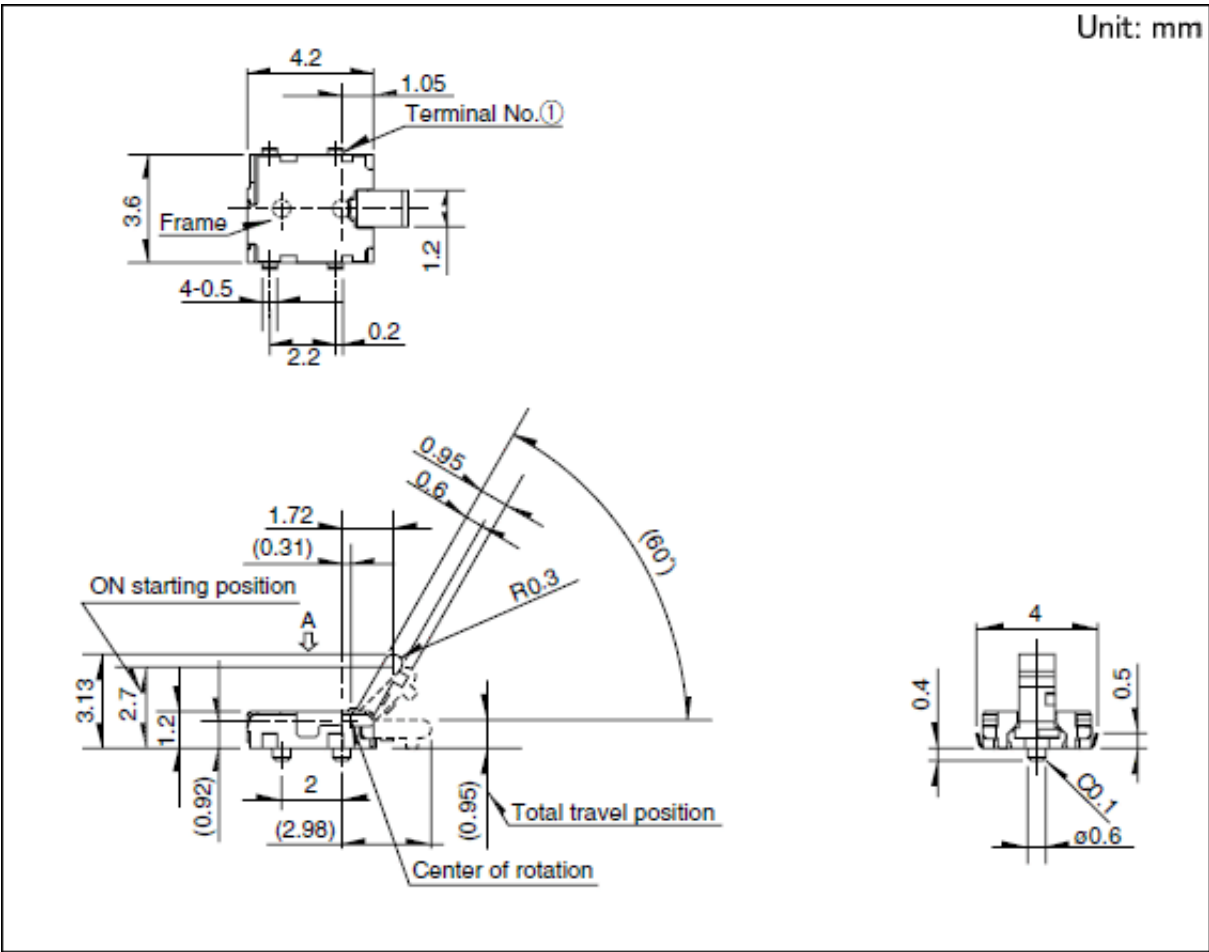 Unit: mm
4.2
1.05
Terminal No.①
3.6
Frame
1.2
4-0.5
0.2
2.2
0.95
0.6
1.72
(0.31)
(60°)
ON starting position
R0.3
A
3.13
2.7
1.2
(0.92)
2
(2.98)
(0.95)
Total travel position
Center of rotation
4
0.4
0.5
C0.1
ø0.6